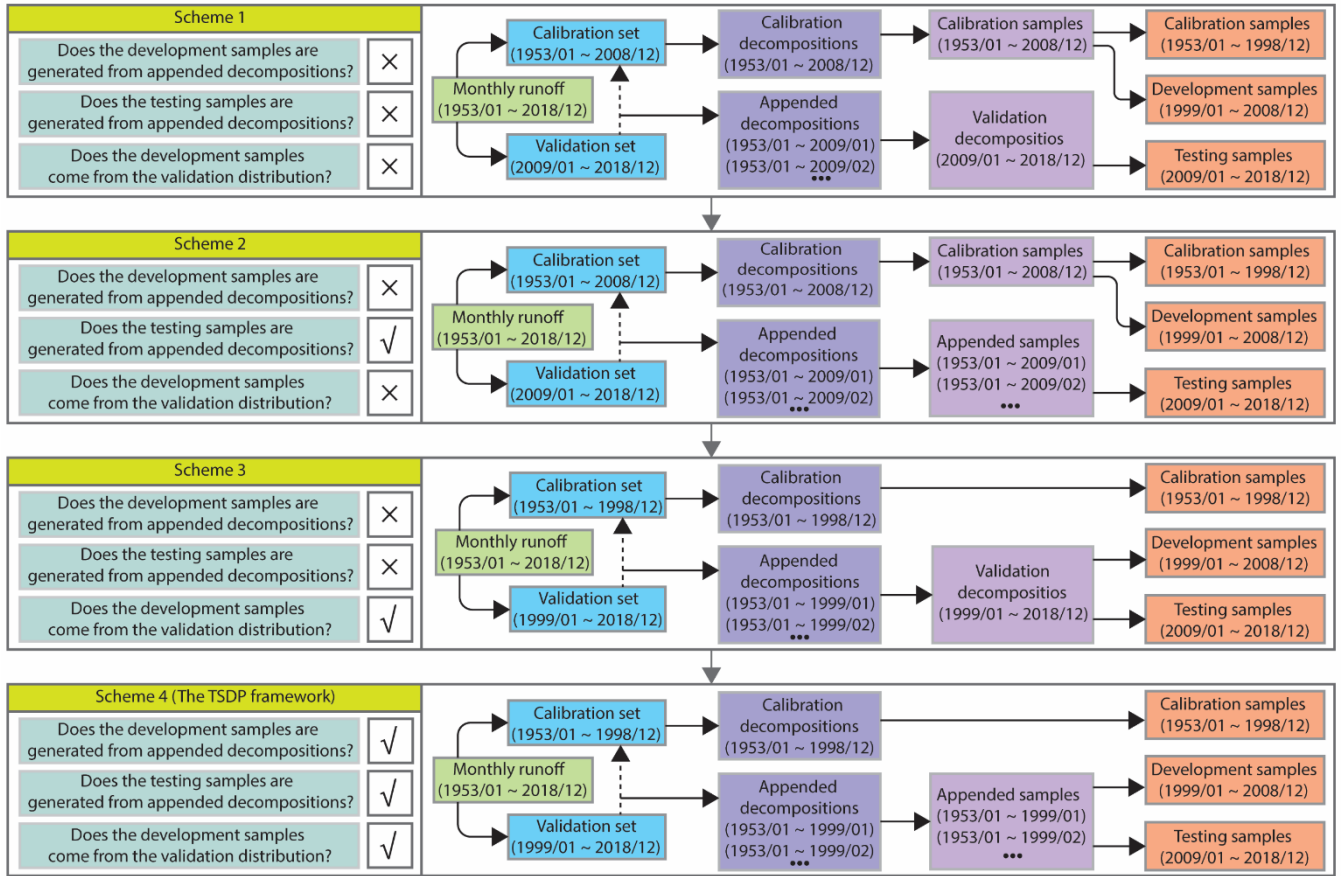 Scheme 1
Does the development samples are
generated from appended decompositions?
×
Does the testing samples are
generated from appended decompositions?
×
Does the development samples
come from the validation distribution?
×
Monthly runoff
(1953/01 ~ 2018/12)
Calibration set
(1953/01 ~ 2008/12)
Validation set
(2009/01 ~ 2018/12)
Calibration
decompositions
(1953/01 ~ 2008/12)
Appended
decompositions
(1953/01 ~ 2009/01)
(1953/01 ~ 2009/02)
•••
Calibration samples
(1953/01 ~ 2008/12)
Validation
decompositios
(2009/01 ~ 2018/12)
Calibration samples
(1953/01 ~ 1998/12)
Development samples
(1999/01 ~ 2008/12)
Testing samples
(2009/01 ~ 2018/12)
Scheme 2
Does the development samples are
generated from appended decompositions?
×
Does the testing samples are
generated from appended decompositions?
√
Does the development samples
come from the validation distribution?
×
Monthly runoff
(1953/01 ~ 2018/12)
Calibration set
(1953/01 ~ 2008/12)
Validation set
(2009/01 ~ 2018/12)
Calibration
decompositions
(1953/01 ~ 2008/12)
Appended
decompositions
(1953/01 ~ 2009/01)
(1953/01 ~ 2009/02)
•••
Calibration samples
(1953/01 ~ 2008/12)
Appended samples
(1953/01 ~ 2009/01)
(1953/01 ~ 2009/02)
•••
Calibration samples
(1953/01 ~ 1998/12)
Development samples
(1999/01 ~ 2008/12)
Testing samples
(2009/01 ~ 2018/12)
Scheme 3
Does the development samples are
generated from appended decompositions?
×
Does the testing samples are
generated from appended decompositions?
×
Does the development samples
come from the validation distribution?
√
Monthly runoff
(1953/01 ~ 2018/12)
Calibration set
(1953/01 ~ 1998/12)
Validation set
(1999/01 ~ 2018/12)
Calibration
decompositions
(1953/01 ~ 1998/12)
Appended
decompositions
(1953/01 ~ 1999/01)
(1953/01 ~ 1999/02)
•••
Validation
decompositios
(1999/01 ~ 2018/12)
Calibration samples
(1953/01 ~ 1998/12)
Development samples
(1999/01 ~ 2008/12)
Testing samples
(2009/01 ~ 2018/12)
Scheme 4 (The TSDP framework)
Does the development samples are
generated from appended decompositions?
√
Does the testing samples are
generated from appended decompositions?
√
Does the development samples
come from the validation distribution?
√
Monthly runoff
(1953/01 ~ 2018/12)
Calibration set
(1953/01 ~ 1998/12)
Validation set
(1999/01 ~ 2018/12)
Calibration
decompositions
(1953/01 ~ 1998/12)
Appended
decompositions
(1953/01 ~ 1999/01)
(1953/01 ~ 1999/02)
•••
Appended samples
(1953/01 ~ 1999/01)
(1953/01 ~ 1999/02)
•••
Calibration samples
(1953/01 ~ 1998/12)
Development samples
(1999/01 ~ 2008/12)
Testing samples
(2009/01 ~ 2018/12)